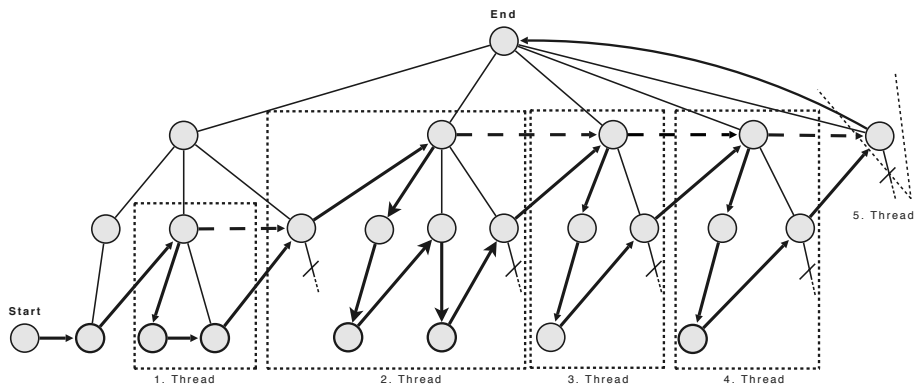 End
Start
5. Thread
1. Thread
2. Thread
3. Thread
4. Thread